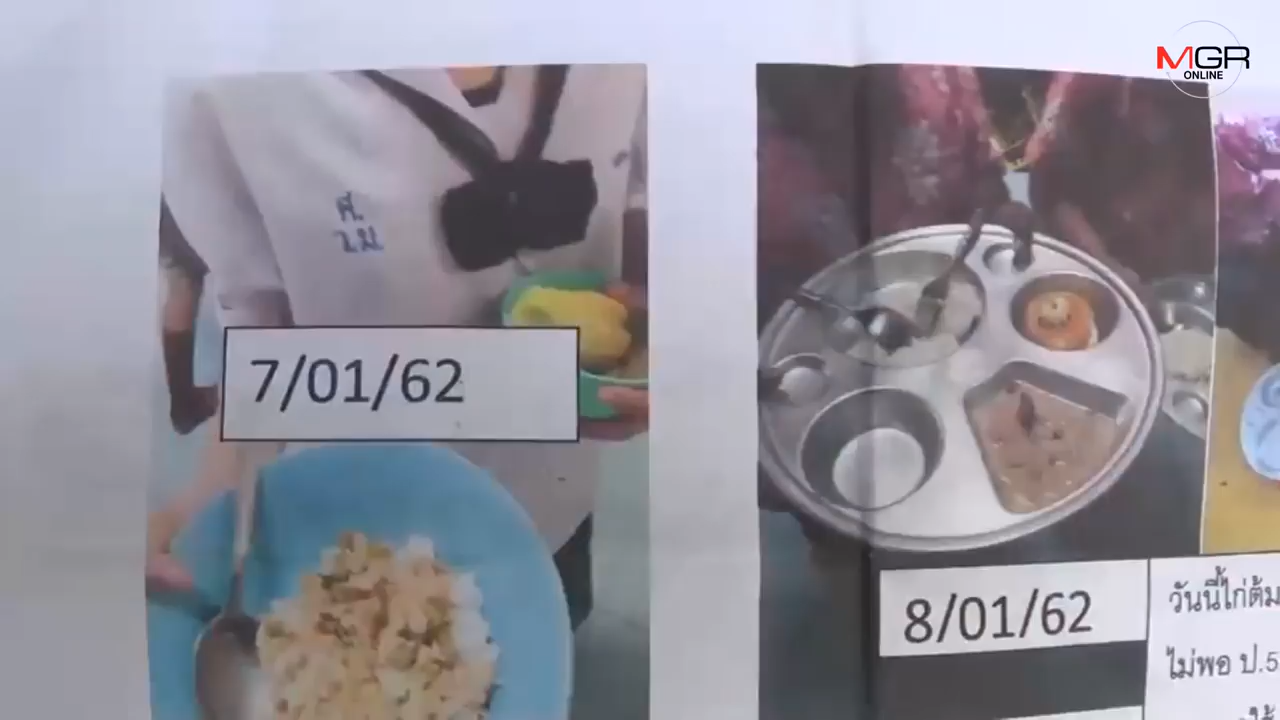 MGR
ONLINE
ศ.
ว.ม.
7/01/62
8/01/62
วันนี้ไก่ต้ม
ไม่พอ ป.5